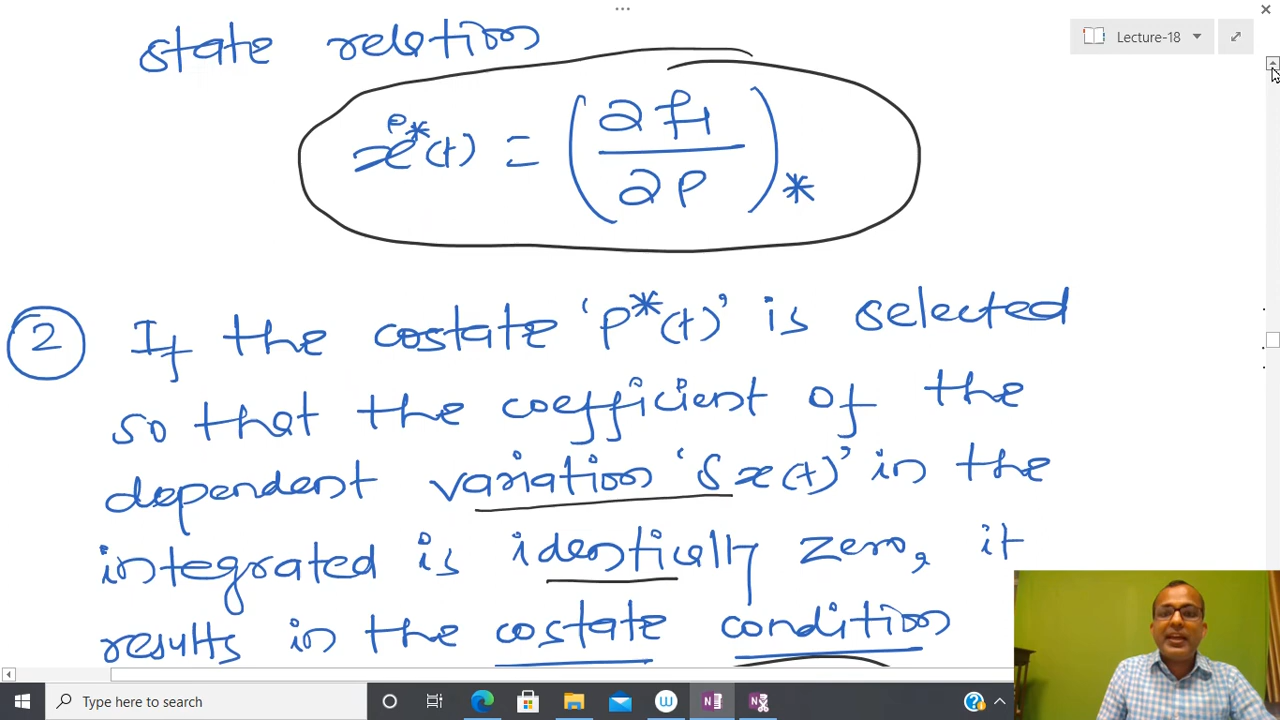 Lecture-18
state relation
ẋ*(t) = (∂H / ∂P)*
2 If the costate 'P*(t)' is selected
so that the coefficient of the
dependent variation 'δx(t)' in the
integrated is identically zero, it
results in the costate condition
Type here to search